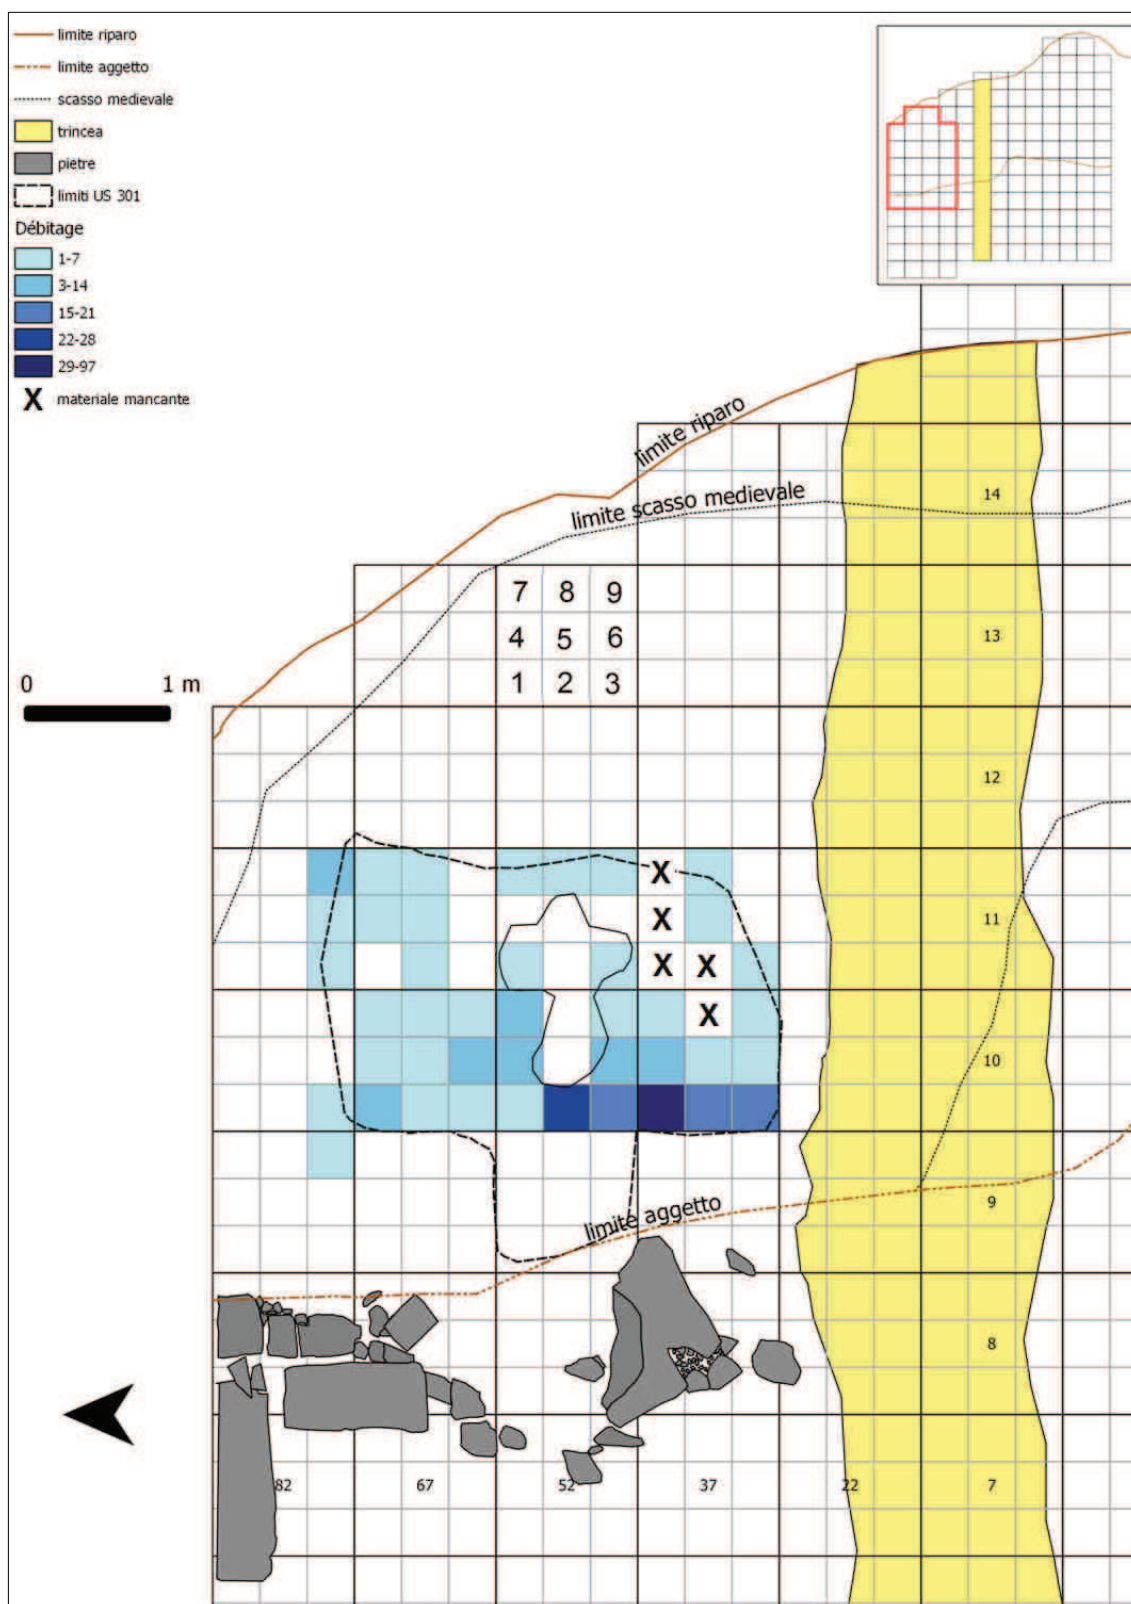 limite riparo
limite aggetto
scasso medievale
trincea
pietre
limiti US 301
Débitage
1-7
3-14
15-21
22-28
29-97
X materiale mancante
limite riparo
limite scasso medievale
14
7 8 9
4 5 6
13
1 2 3
0 1 m
12
X
X
11
X X
X
10
limite aggetto
9
8
82 67 52 37 22 7